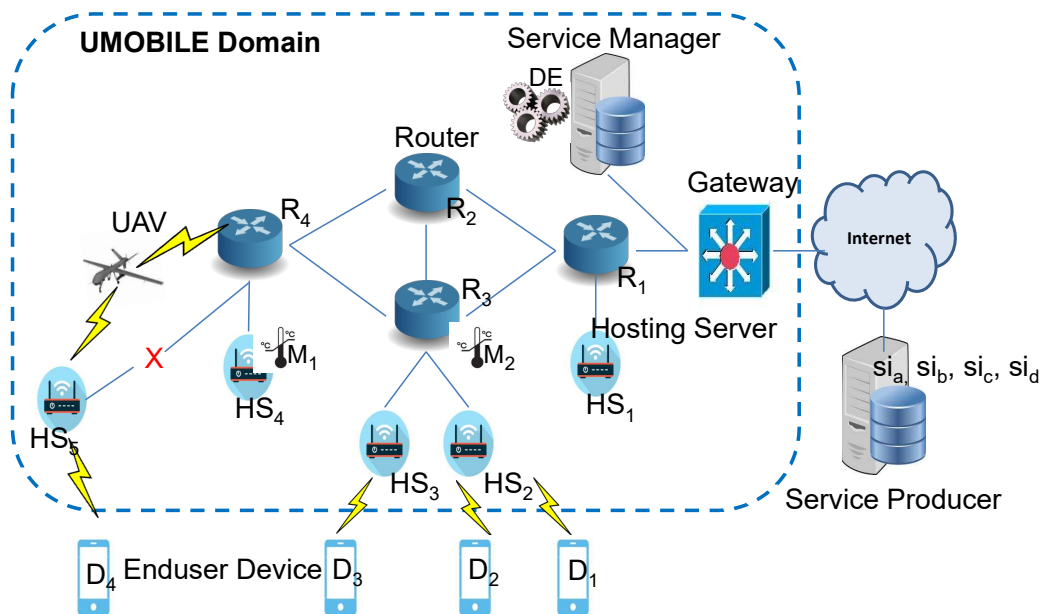 UMOBILE Domain
Service Manager
DE
Router
Gateway
UAV
R4
R2
Internet
R3
R1
°C
°C
M1
°C
°C
M2
Hosting Server
X
sia, sib, sic, sid
HS5
HS4
HS1
HS3
HS2
Service Producer
D4
Enduser Device
D3
D2
D1